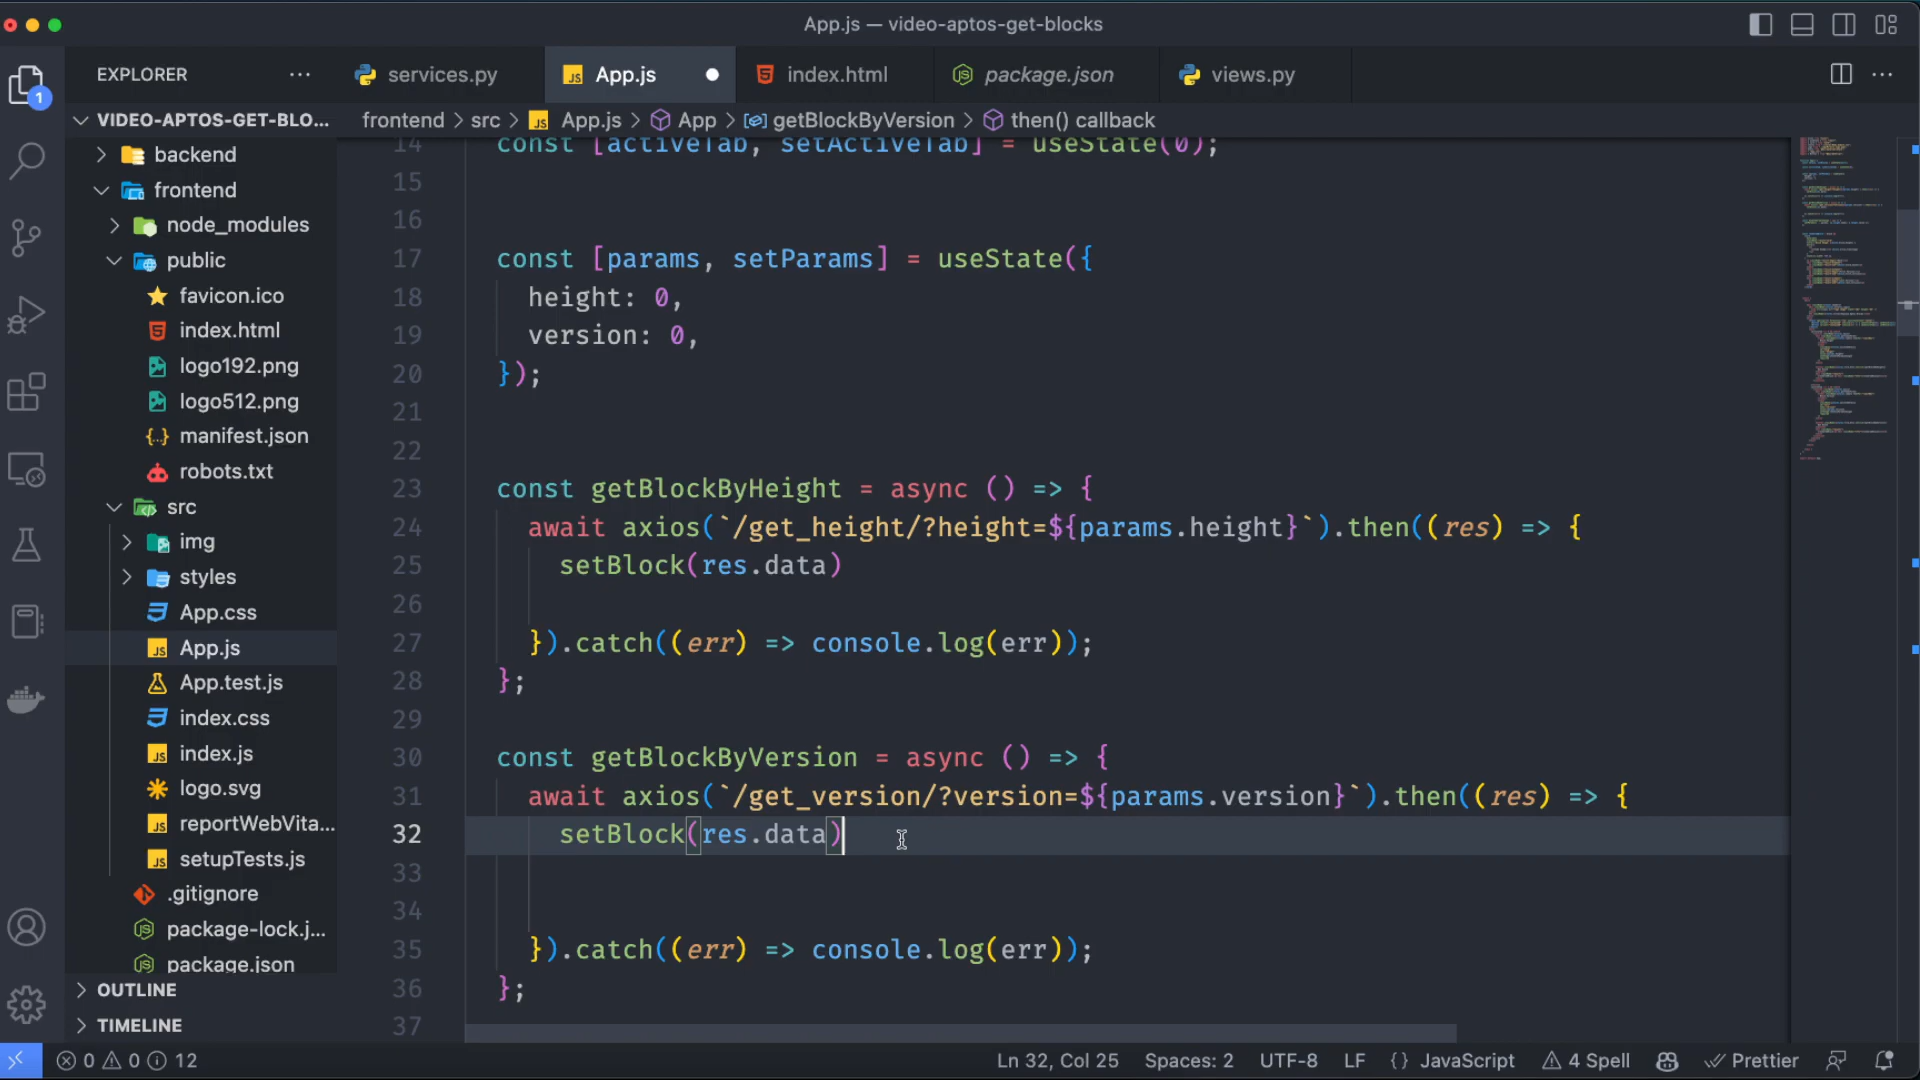 App.js — video-aptos-get-blocks
EXPLORER
services.py
App.js
index.html
package.json
views.py
1
VIDEO-APTOS-GET-BLO...
frontend > src > App.js > App > getBlockByVersion > then() callback
backend
frontend
node_modules
public
favicon.ico
index.html
logo192.png
logo512.png
manifest.json
robots.txt
src
img
styles
App.css
App.js
App.test.js
index.css
index.js
logo.svg
reportWebVita...
setupTests.js
.gitignore
package-lock.j...
package.json
OUTLINE
TIMELINE
14 const [activeTab, setActiveTab] = useState(0);
15
16
17 const [params, setParams] = useState({
18 height: 0,
19 version: 0,
20 });
21
22
23 const getBlockByHeight = async () => {
24 await axios(`/get_height/?height=${params.height}`).then((res) => {
25 setBlock(res.data)
26
27 }).catch((err) => console.log(err));
28 };
29
30 const getBlockByVersion = async () => {
31 await axios(`/get_version/?version=${params.version}`).then((res) => {
32 setBlock(res.data)
33
34
35 }).catch((err) => console.log(err));
36 };
37
0 0 12
Ln 32, Col 25 Spaces: 2 UTF-8 LF {} JavaScript 4 Spell Prettier